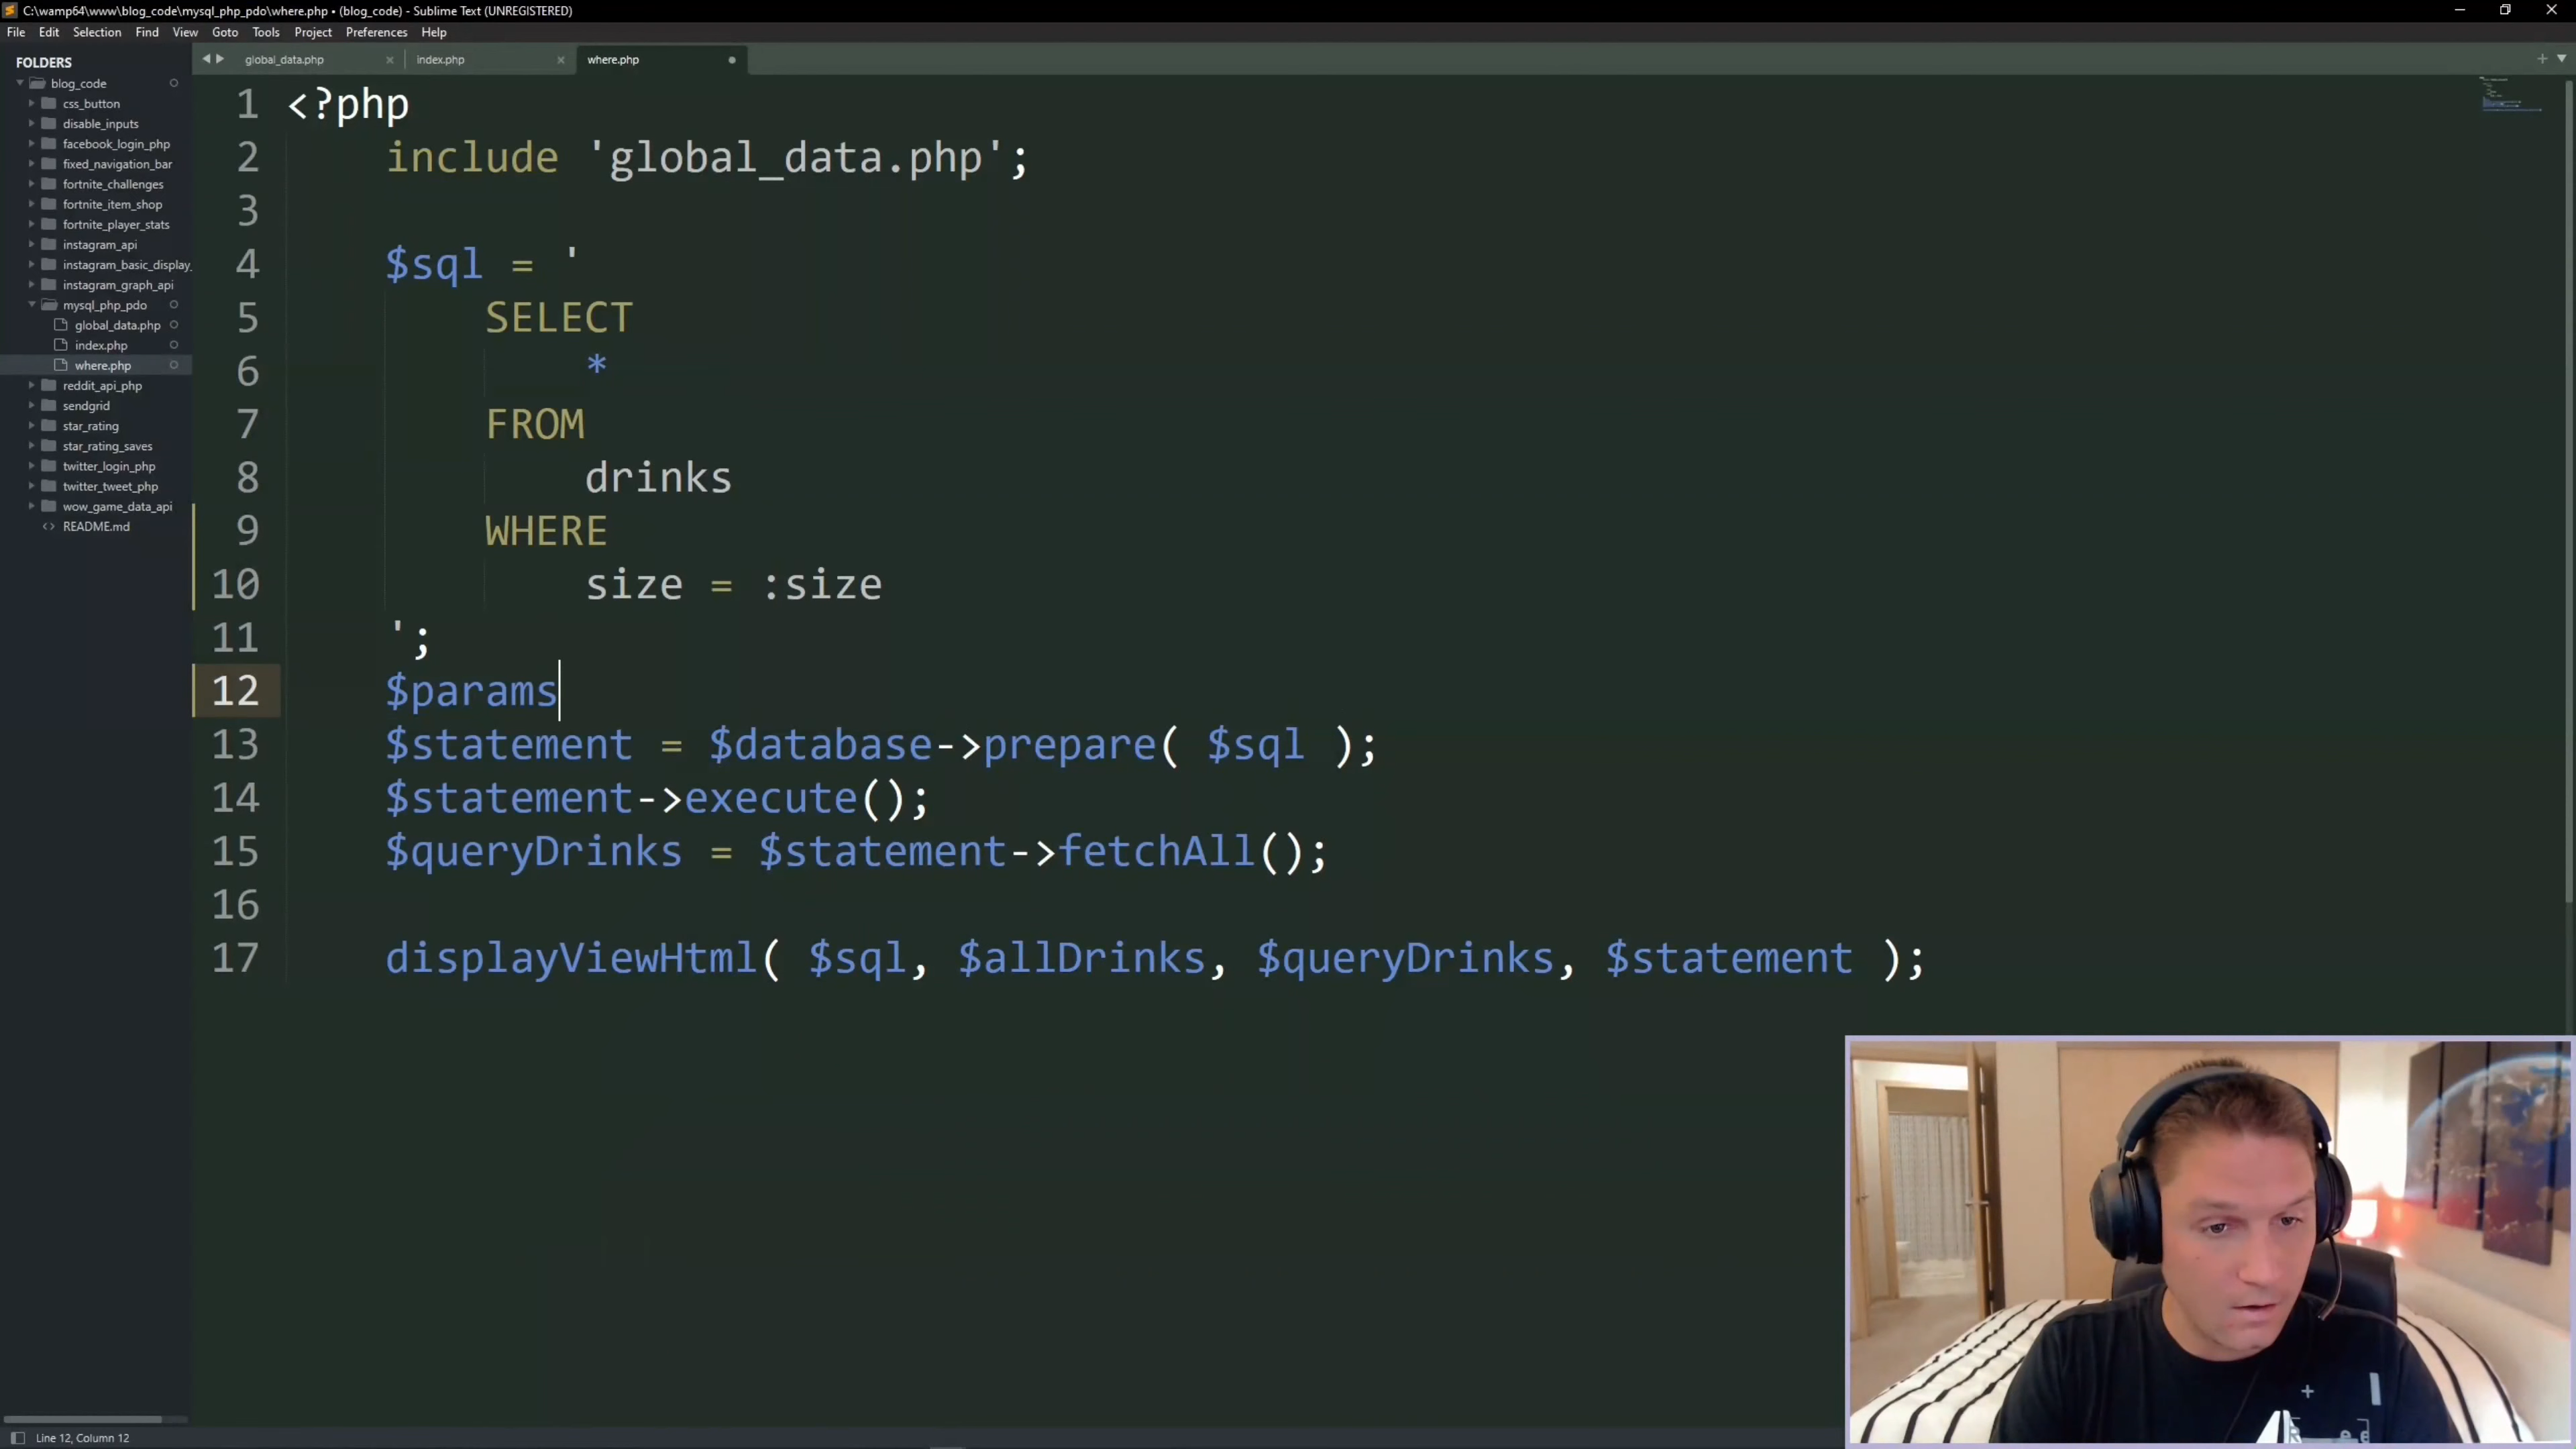 C:\wamp64\www\blog_code\mysql_php_pdo\where.php • (blog_code) - Sublime Text (UNREGISTERED)
File Edit Selection Find View Goto Tools Project Preferences Help
FOLDERS
blog_code
css_button
disable_inputs
facebook_login_php
fixed_navigation_bar
fortnite_challenges
fortnite_item_shop
fortnite_player_stats
instagram_api
instagram_basic_display_
instagram_graph_api
mysql_php_pdo
global_data.php
index.php
where.php
reddit_api_php
sendgrid
star_rating
star_rating_saves
twitter_login_php
twitter_tweet_php
wow_game_data_api
README.md
global_data.php index.php where.php
1 <?php
2 include 'global_data.php';
3
4 $sql = '
5 SELECT
6 *
7 FROM
8 drinks
9 WHERE
10 size = :size
11 ';
12 $params
13 $statement = $database->prepare( $sql );
14 $statement->execute();
15 $queryDrinks = $statement->fetchAll();
16
17 displayViewHtml( $sql, $allDrinks, $queryDrinks, $statement );
Line 12, Column 12